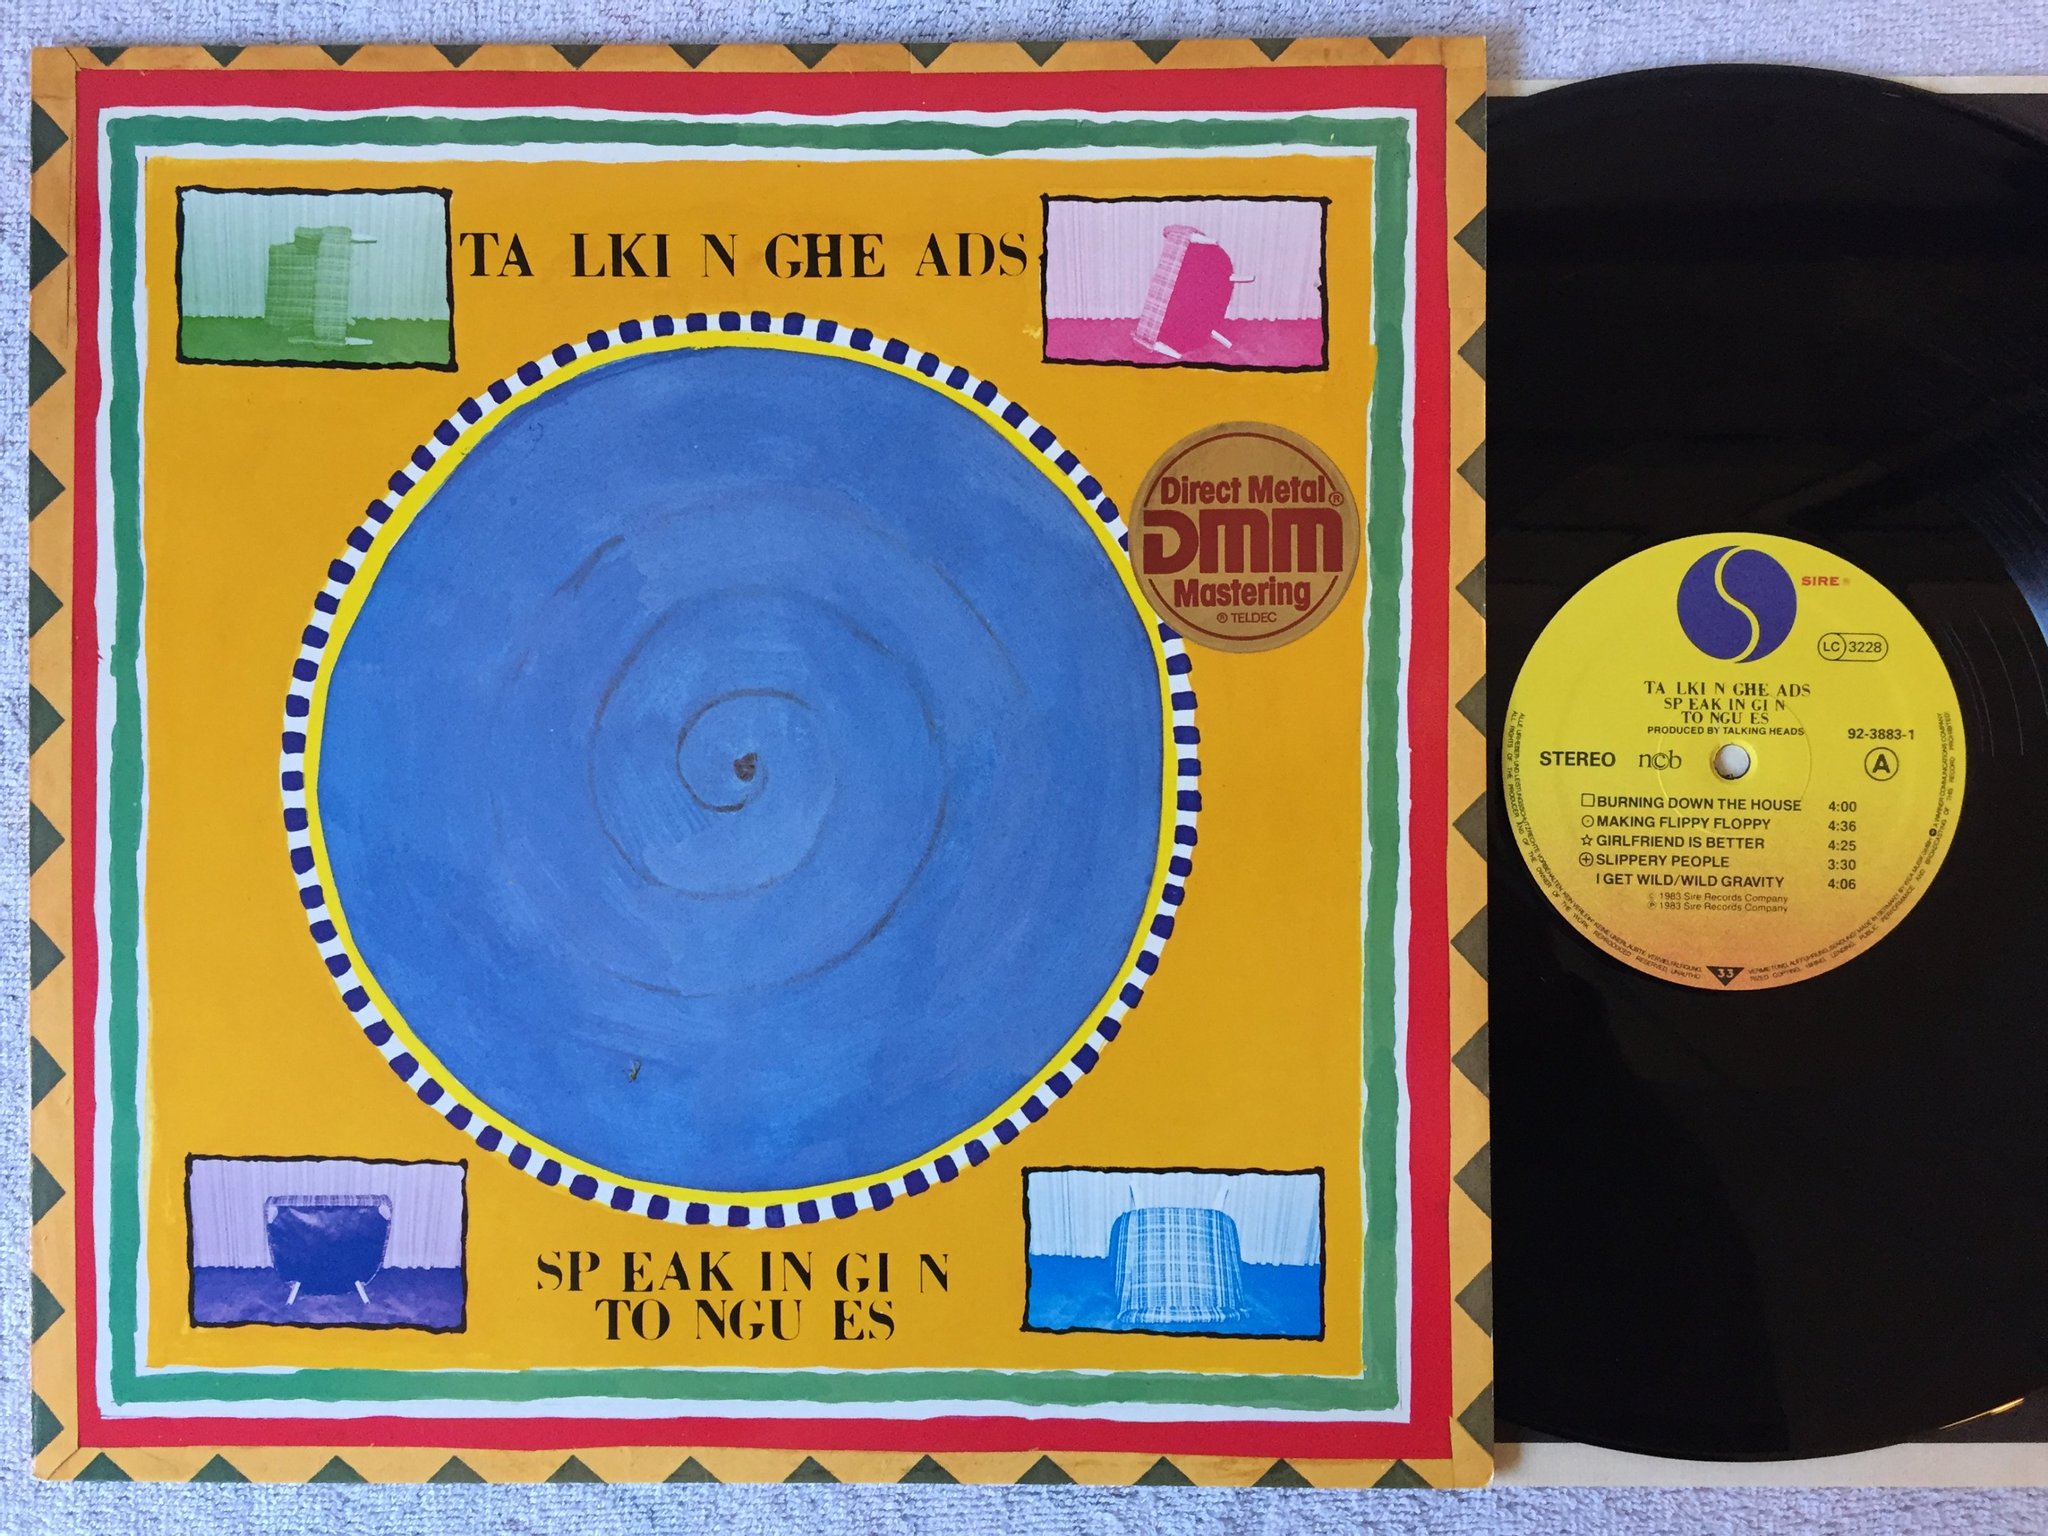 TA LKI N GHE ADS
Direct Metal®
DMM
Mastering
® TELDEC
SP EAK IN GI N
TO NGU ES
SIRE®
LC 3228
TA LKI N GHE ADS
SP EAK IN GI N
TO NGU ES
PRODUCED BY TALKING HEADS
92-3883-1
STEREO ncb
A
BURNING DOWN THE HOUSE 4:00
MAKING FLIPPY FLOPPY 4:36
GIRLFRIEND IS BETTER 4:25
SLIPPERY PEOPLE 3:30
I GET WILD/WILD GRAVITY 4:06
© 1983 Sire Records Company
℗ 1983 Sire Records Company
33